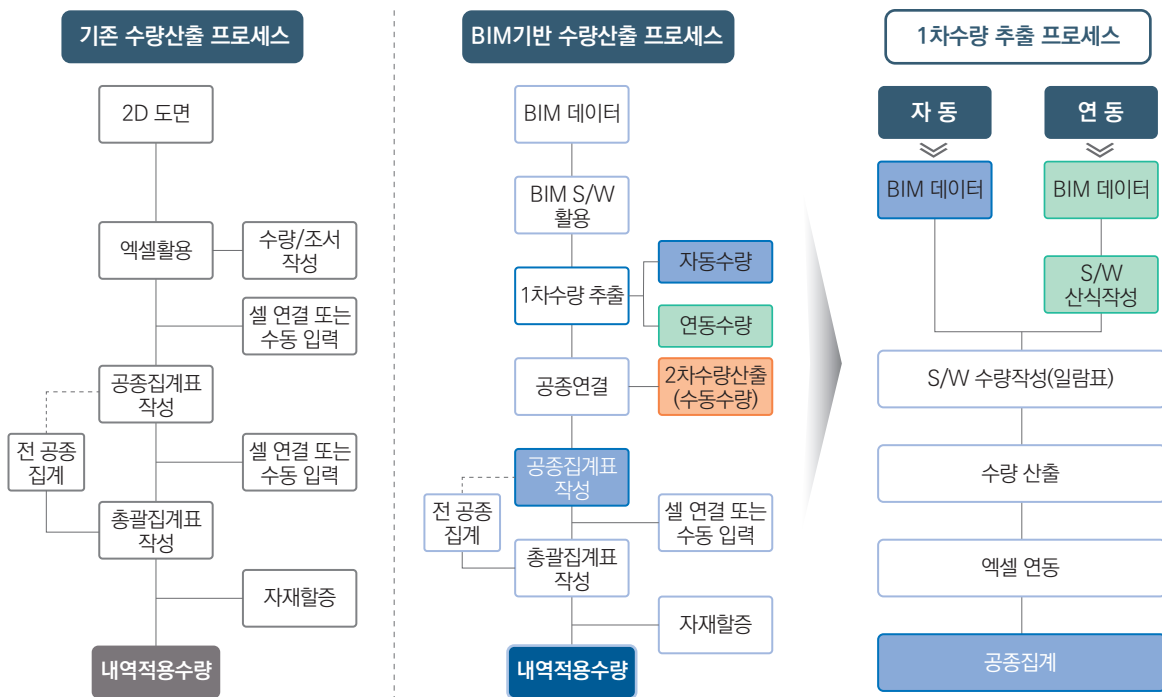 기존 수량산출 프로세스
2D 도면
엑셀활용
수량/조서
작성
셀 연결 또는
수동 입력
공종집계표
작성
전 공종
집계
셀 연결 또는
수동 입력
총괄집계표
작성
자재할증
내역적용수량
BIM기반 수량산출 프로세스
BIM 데이터
BIM S/W
활용
1차수량 추출
자동수량
연동수량
공종연결
2차수량산출
(수동수량)
공종집계표
작성
전 공종
집계
셀 연결 또는
수동 입력
총괄집계표
작성
자재할증
내역적용수량
1차수량 추출 프로세스
자 동
연 동
BIM 데이터
BIM 데이터
S/W
산식작성
S/W 수량작성(일람표)
수량 산출
엑셀 연동
공종집계